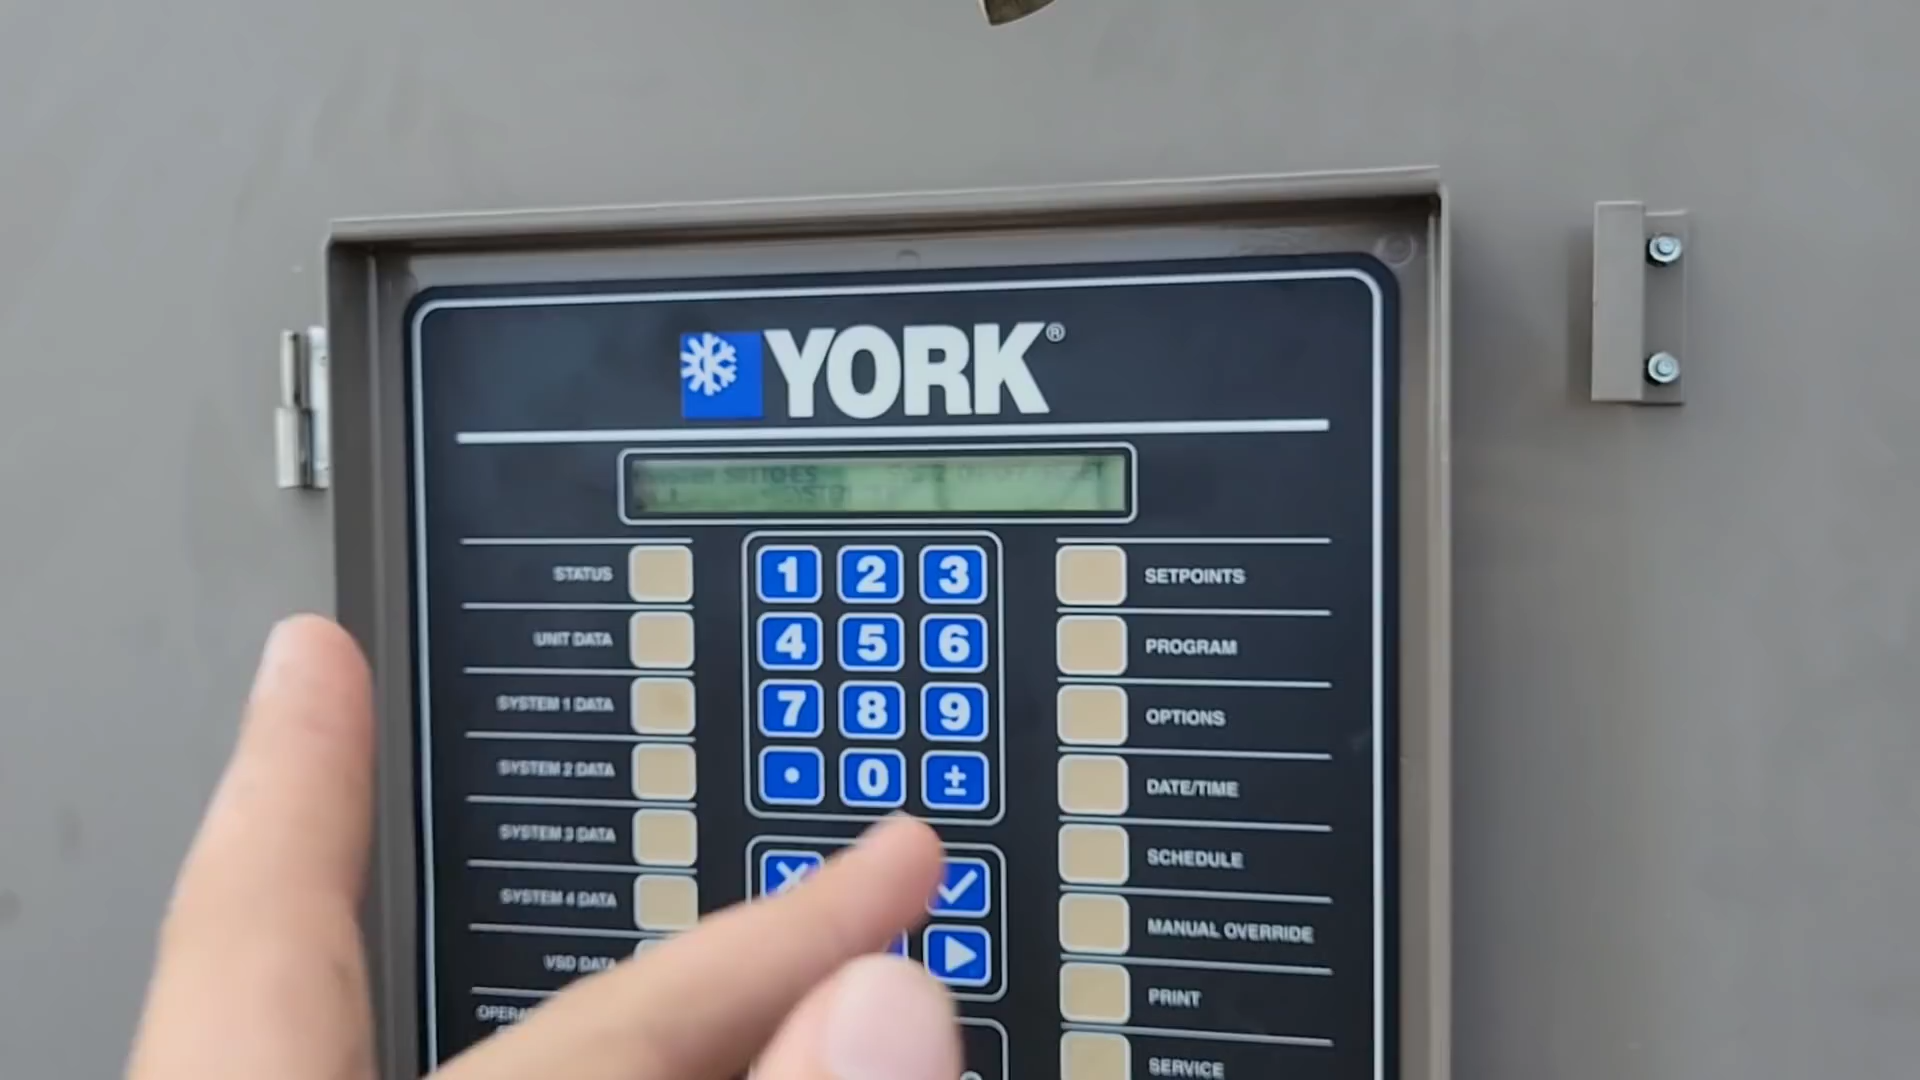 YORK®
STATUS
UNIT DATA
SYSTEM 1 DATA
SYSTEM 2 DATA
SYSTEM 3 DATA
SYSTEM 4 DATA
VSD DATA
1 2 3
4 5 6
7 8 9
• 0 ±
SETPOINTS
PROGRAM
OPTIONS
DATE/TIME
SCHEDULE
MANUAL OVERRIDE
PRINT
SERVICE